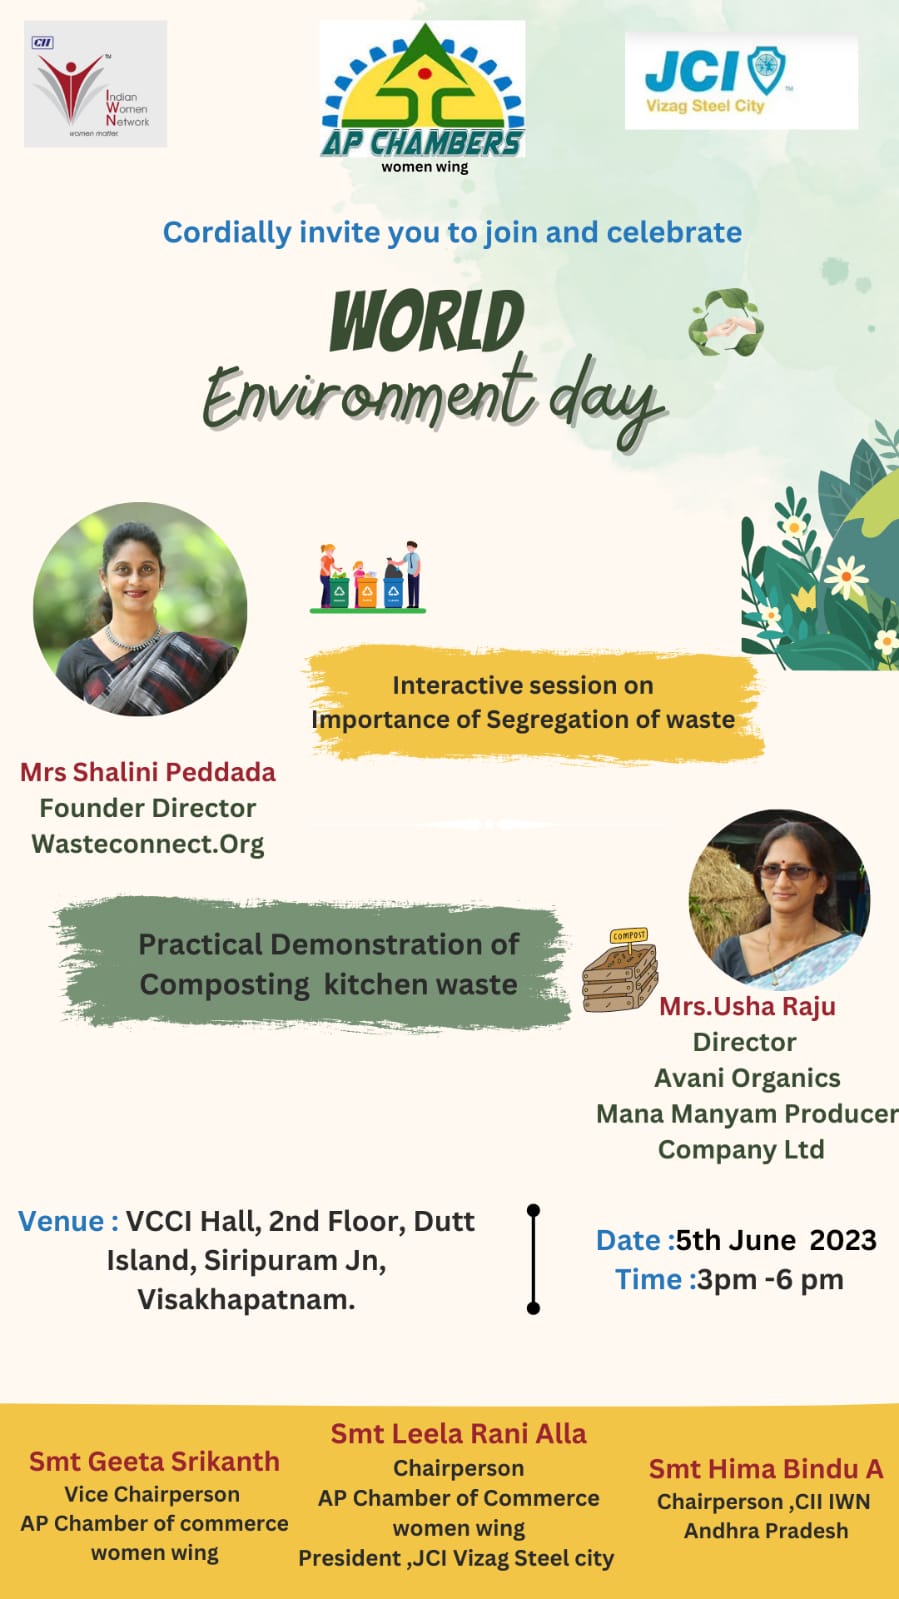 CII
TM
Indian
Women
Network
women matter.
AP CHAMBERS
women wing
JCI
TM
Vizag Steel City
Cordially invite you to join and celebrate
WORLD
Environment day
Interactive session on
Importance of Segregation of waste
Mrs Shalini Peddada
Founder Director
Wasteconnect.Org
Practical Demonstration of
Composting kitchen waste
COMPOST
Mrs.Usha Raju
Director
Avani Organics
Mana Manyam Producer
Company Ltd
Venue : VCCI Hall, 2nd Floor, Dutt
Island, Siripuram Jn,
Visakhapatnam.
Date :5th June 2023
Time :3pm -6 pm
Smt Geeta Srikanth
Vice Chairperson
AP Chamber of commerce
women wing
Smt Leela Rani Alla
Chairperson
AP Chamber of Commerce
women wing
President ,JCI Vizag Steel city
Smt Hima Bindu A
Chairperson ,CII IWN
Andhra Pradesh